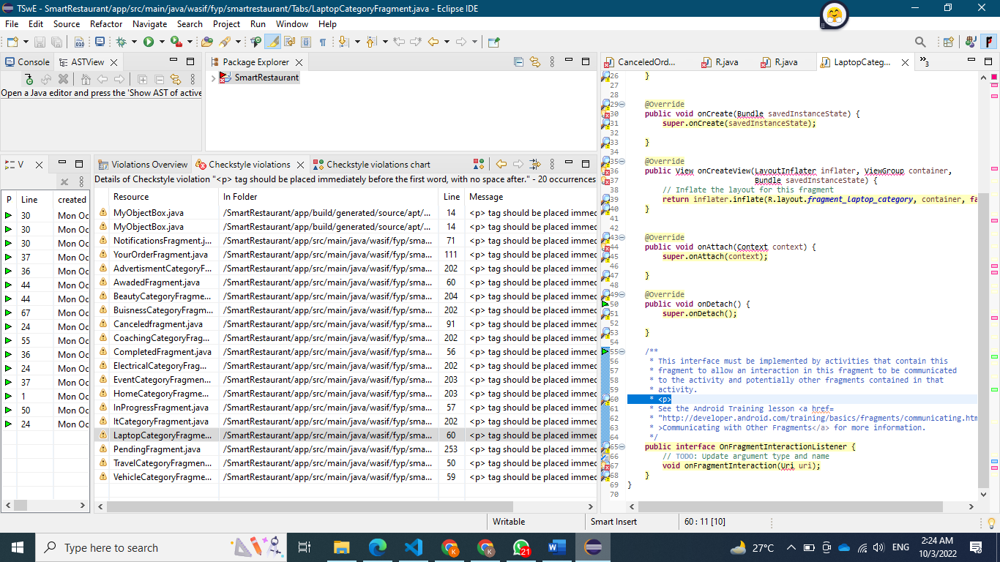 TSwE - SmartRestaurant/app/src/main/java/wasif/fyp/smartrestaurant/Tabs/LaptopCategoryFragment.java - Eclipse IDE
File Edit Source Refactor Navigate Search Project Run Window Help
Console ASTView
Open a Java editor and press the 'Show AST of active
Package Explorer
SmartRestaurant
V
P Line created
30 Mon Oc
30 Mon Oc
30 Mon Oc
37 Mon Oc
36 Mon Oc
44 Mon Oc
44 Mon Oc
67 Mon Oc
24 Mon Oc
55 Mon Oc
36 Mon Oc
24 Mon Oc
37 Mon Oc
1 Mon Oc
50 Mon Oc
24 Mon Oc
Violations Overview Checkstyle violations Checkstyle violations chart
Details of Checkstyle violation "<p> tag should be placed immediately before the first word, with no space after." - 20 occurrences
Resource In Folder Line Message
MyObjectBox.java /SmartRestaurant/app/build/generated/source/apt/... 14 <p> tag should be placed immed
MyObjectBox.java /SmartRestaurant/app/build/generated/source/apt/... 14 <p> tag should be placed immed
NotificationsFragment.j... /SmartRestaurant/app/src/main/java/wasif/fyp/sma... 71 <p> tag should be placed immed
YourOrderFragment.java /SmartRestaurant/app/src/main/java/wasif/fyp/sma... 111 <p> tag should be placed immed
AdvertismentCategoryF... /SmartRestaurant/app/src/main/java/wasif/fyp/sma... 202 <p> tag should be placed immed
AwadedFragment.java /SmartRestaurant/app/src/main/java/wasif/fyp/sma... 60 <p> tag should be placed immed
BeautyCategoryFragme... /SmartRestaurant/app/src/main/java/wasif/fyp/sma... 204 <p> tag should be placed immed
BuisnessCategoryFragm... /SmartRestaurant/app/src/main/java/wasif/fyp/sma... 202 <p> tag should be placed immed
Canceledfragment.java /SmartRestaurant/app/src/main/java/wasif/fyp/sma... 91 <p> tag should be placed immed
CoachingCategoryFrag... /SmartRestaurant/app/src/main/java/wasif/fyp/sma... 202 <p> tag should be placed immed
CompletedFragment.java /SmartRestaurant/app/src/main/java/wasif/fyp/sma... 56 <p> tag should be placed immed
ElectricalCategoryFrag... /SmartRestaurant/app/src/main/java/wasif/fyp/sma... 202 <p> tag should be placed immed
EventCategoryFragmen... /SmartRestaurant/app/src/main/java/wasif/fyp/sma... 203 <p> tag should be placed immed
HomeCategoryFragme... /SmartRestaurant/app/src/main/java/wasif/fyp/sma... 203 <p> tag should be placed immed
InProgressFragment.java /SmartRestaurant/app/src/main/java/wasif/fyp/sma... 57 <p> tag should be placed immed
ItCategoryFragment.java /SmartRestaurant/app/src/main/java/wasif/fyp/sma... 202 <p> tag should be placed immed
LaptopCategoryFragme... /SmartRestaurant/app/src/main/java/wasif/fyp/sma... 60 <p> tag should be placed immed
PendingFragment.java /SmartRestaurant/app/src/main/java/wasif/fyp/sma... 253 <p> tag should be placed immed
TravelCategoryFragmen... /SmartRestaurant/app/src/main/java/wasif/fyp/sma... 50 <p> tag should be placed immed
VehicleCategoryFragme... /SmartRestaurant/app/src/main/java/wasif/fyp/sma... 59 <p> tag should be placed immed
CanceledOrd... R.java R.java LaptopCateg... »3
26 }
27
28
29 @Override
30 public void onCreate(Bundle savedInstanceState) {
31 super.onCreate(savedInstanceState);
32
33 }
34
35 @Override
36 public View onCreateView(LayoutInflater inflater, ViewGroup container,
37 Bundle savedInstanceState) {
38 // Inflate the layout for this fragment
39 return inflater.inflate(R.layout.fragment_laptop_category, container, fa
40 }
41
42
43 @Override
44 public void onAttach(Context context) {
45 super.onAttach(context);
46
47 }
48
49 @Override
50 public void onDetach() {
51 super.onDetach();
52
53 }
54
55 /**
56 * This interface must be implemented by activities that contain this
57 * fragment to allow an interaction in this fragment to be communicated
58 * to the activity and potentially other fragments contained in that
59 * activity.
60 * <p>
61 * See the Android Training lesson <a href=
62 * "http://developer.android.com/training/basics/fragments/communicating.htm
63 * >Communicating with Other Fragments</a> for more information.
64 */
65 public interface OnFragmentInteractionListener {
66 // TODO: Update argument type and name
67 void onFragmentInteraction(Uri uri);
68 }
69 }
70
Writable Smart Insert 60 : 11 [10]
Type here to search
21
27°C ENG
2:24 AM
10/3/2022